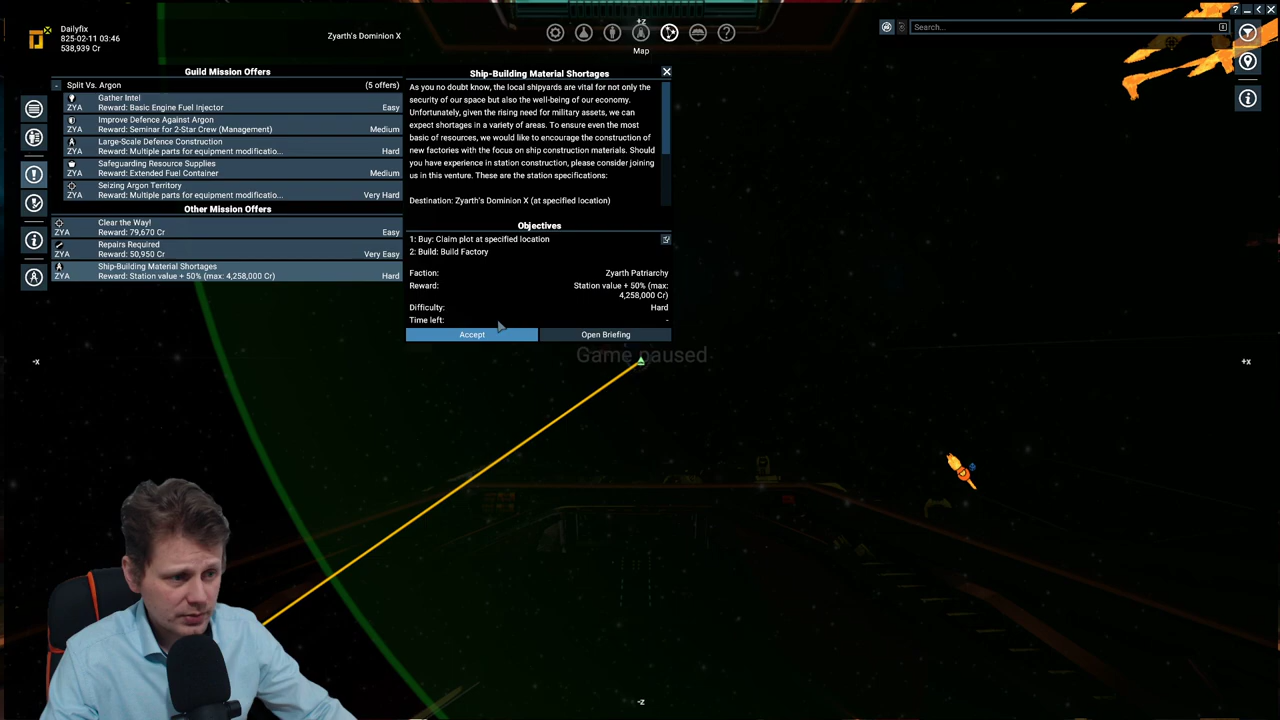 Dailyfix
825-02-11 03:46
538,939 Cr
Zyarth's Dominion X
+z
Map
Search...
Guild Mission Offers
- Split Vs. Argon (5 offers)
Gather Intel
ZYA Reward: Basic Engine Fuel Injector Easy
Improve Defence Against Argon
ZYA Reward: Seminar for 2-Star Crew (Management) Medium
Large-Scale Defence Construction
ZYA Reward: Multiple parts for equipment modificatio... Hard
Safeguarding Resource Supplies
ZYA Reward: Extended Fuel Container Medium
Seizing Argon Territory
ZYA Reward: Multiple parts for equipment modificatio... Very Hard
Other Mission Offers
Clear the Way!
ZYA Reward: 79,670 Cr Easy
Repairs Required
ZYA Reward: 50,950 Cr Very Easy
Ship-Building Material Shortages
ZYA Reward: Station value + 50% (max: 4,258,000 Cr) Hard
Ship-Building Material Shortages
As you no doubt know, the local shipyards are vital for not only the
security of our space but also the well-being of our economy.
Unfortunately, given the rising need for military assets, we can
expect shortages in a variety of areas. To ensure even the most
basic of resources, we would like to encourage the construction of
new factories with the focus on ship construction materials. Should
you have experience in station construction, please consider joining
us in this venture. These are the station specifications:
Destination: Zyarth's Dominion X (at specified location)
Objectives
1: Buy: Claim plot at specified location
2: Build: Build Factory
Faction: Zyarth Patriarchy
Reward: Station value + 50% (max:
4,258,000 Cr)
Difficulty: Hard
Time left: -
Accept Open Briefing
Game paused
-x
+x
-z